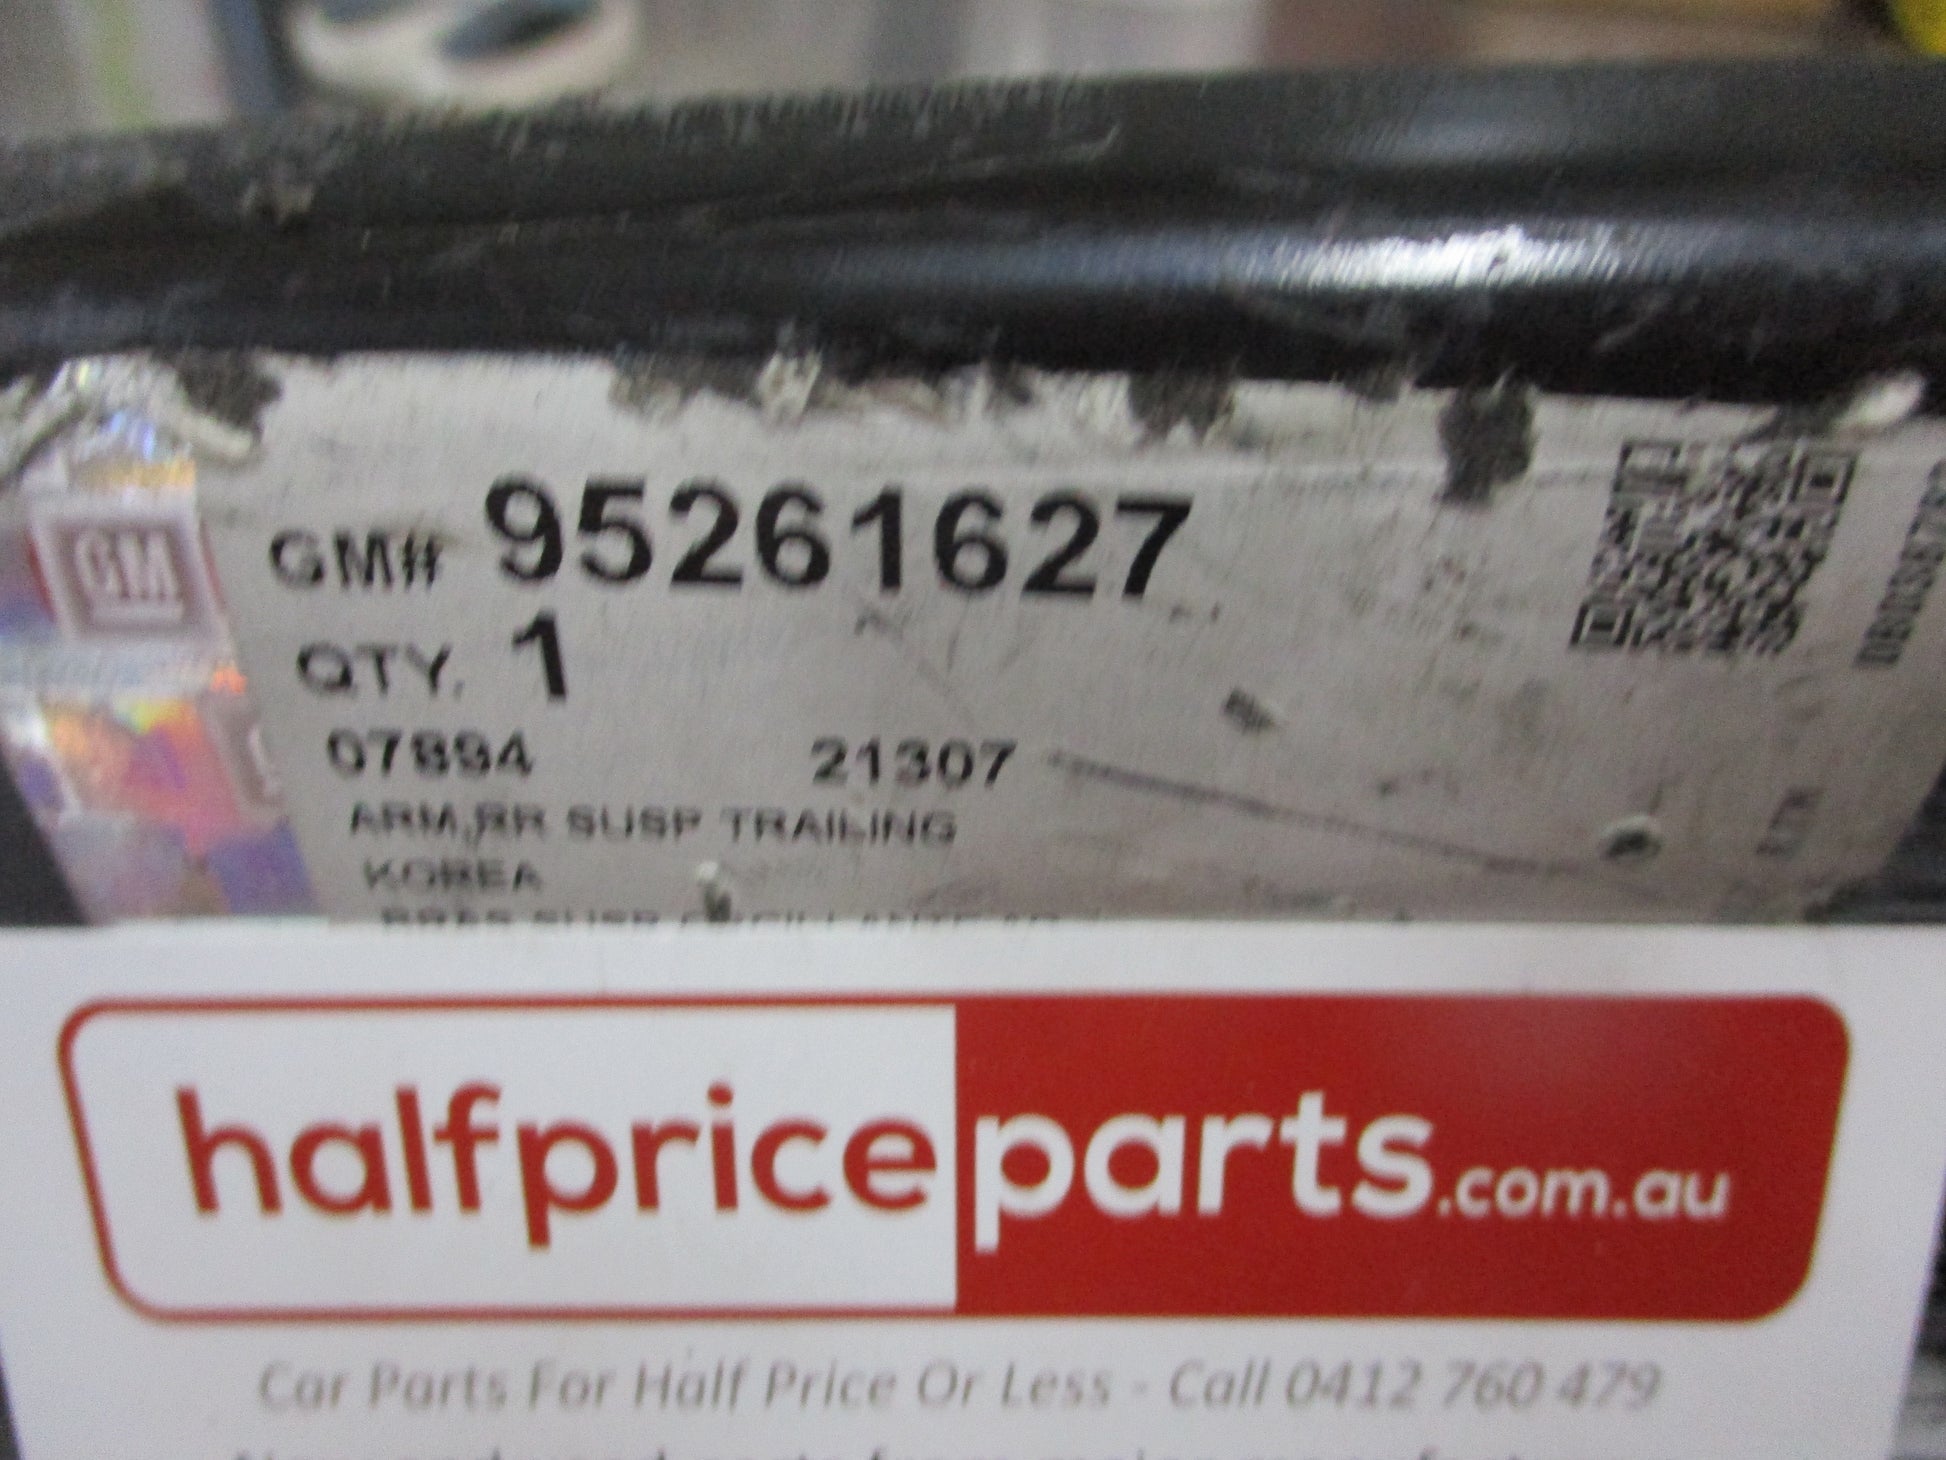 GM
GM# 95261627
QTY. 1
07894 21307
ARM,RR SUSP TRAILING
KOREA
halfpriceparts.com.au
Car Parts For Half Price Or Less - Call 0412 760 479